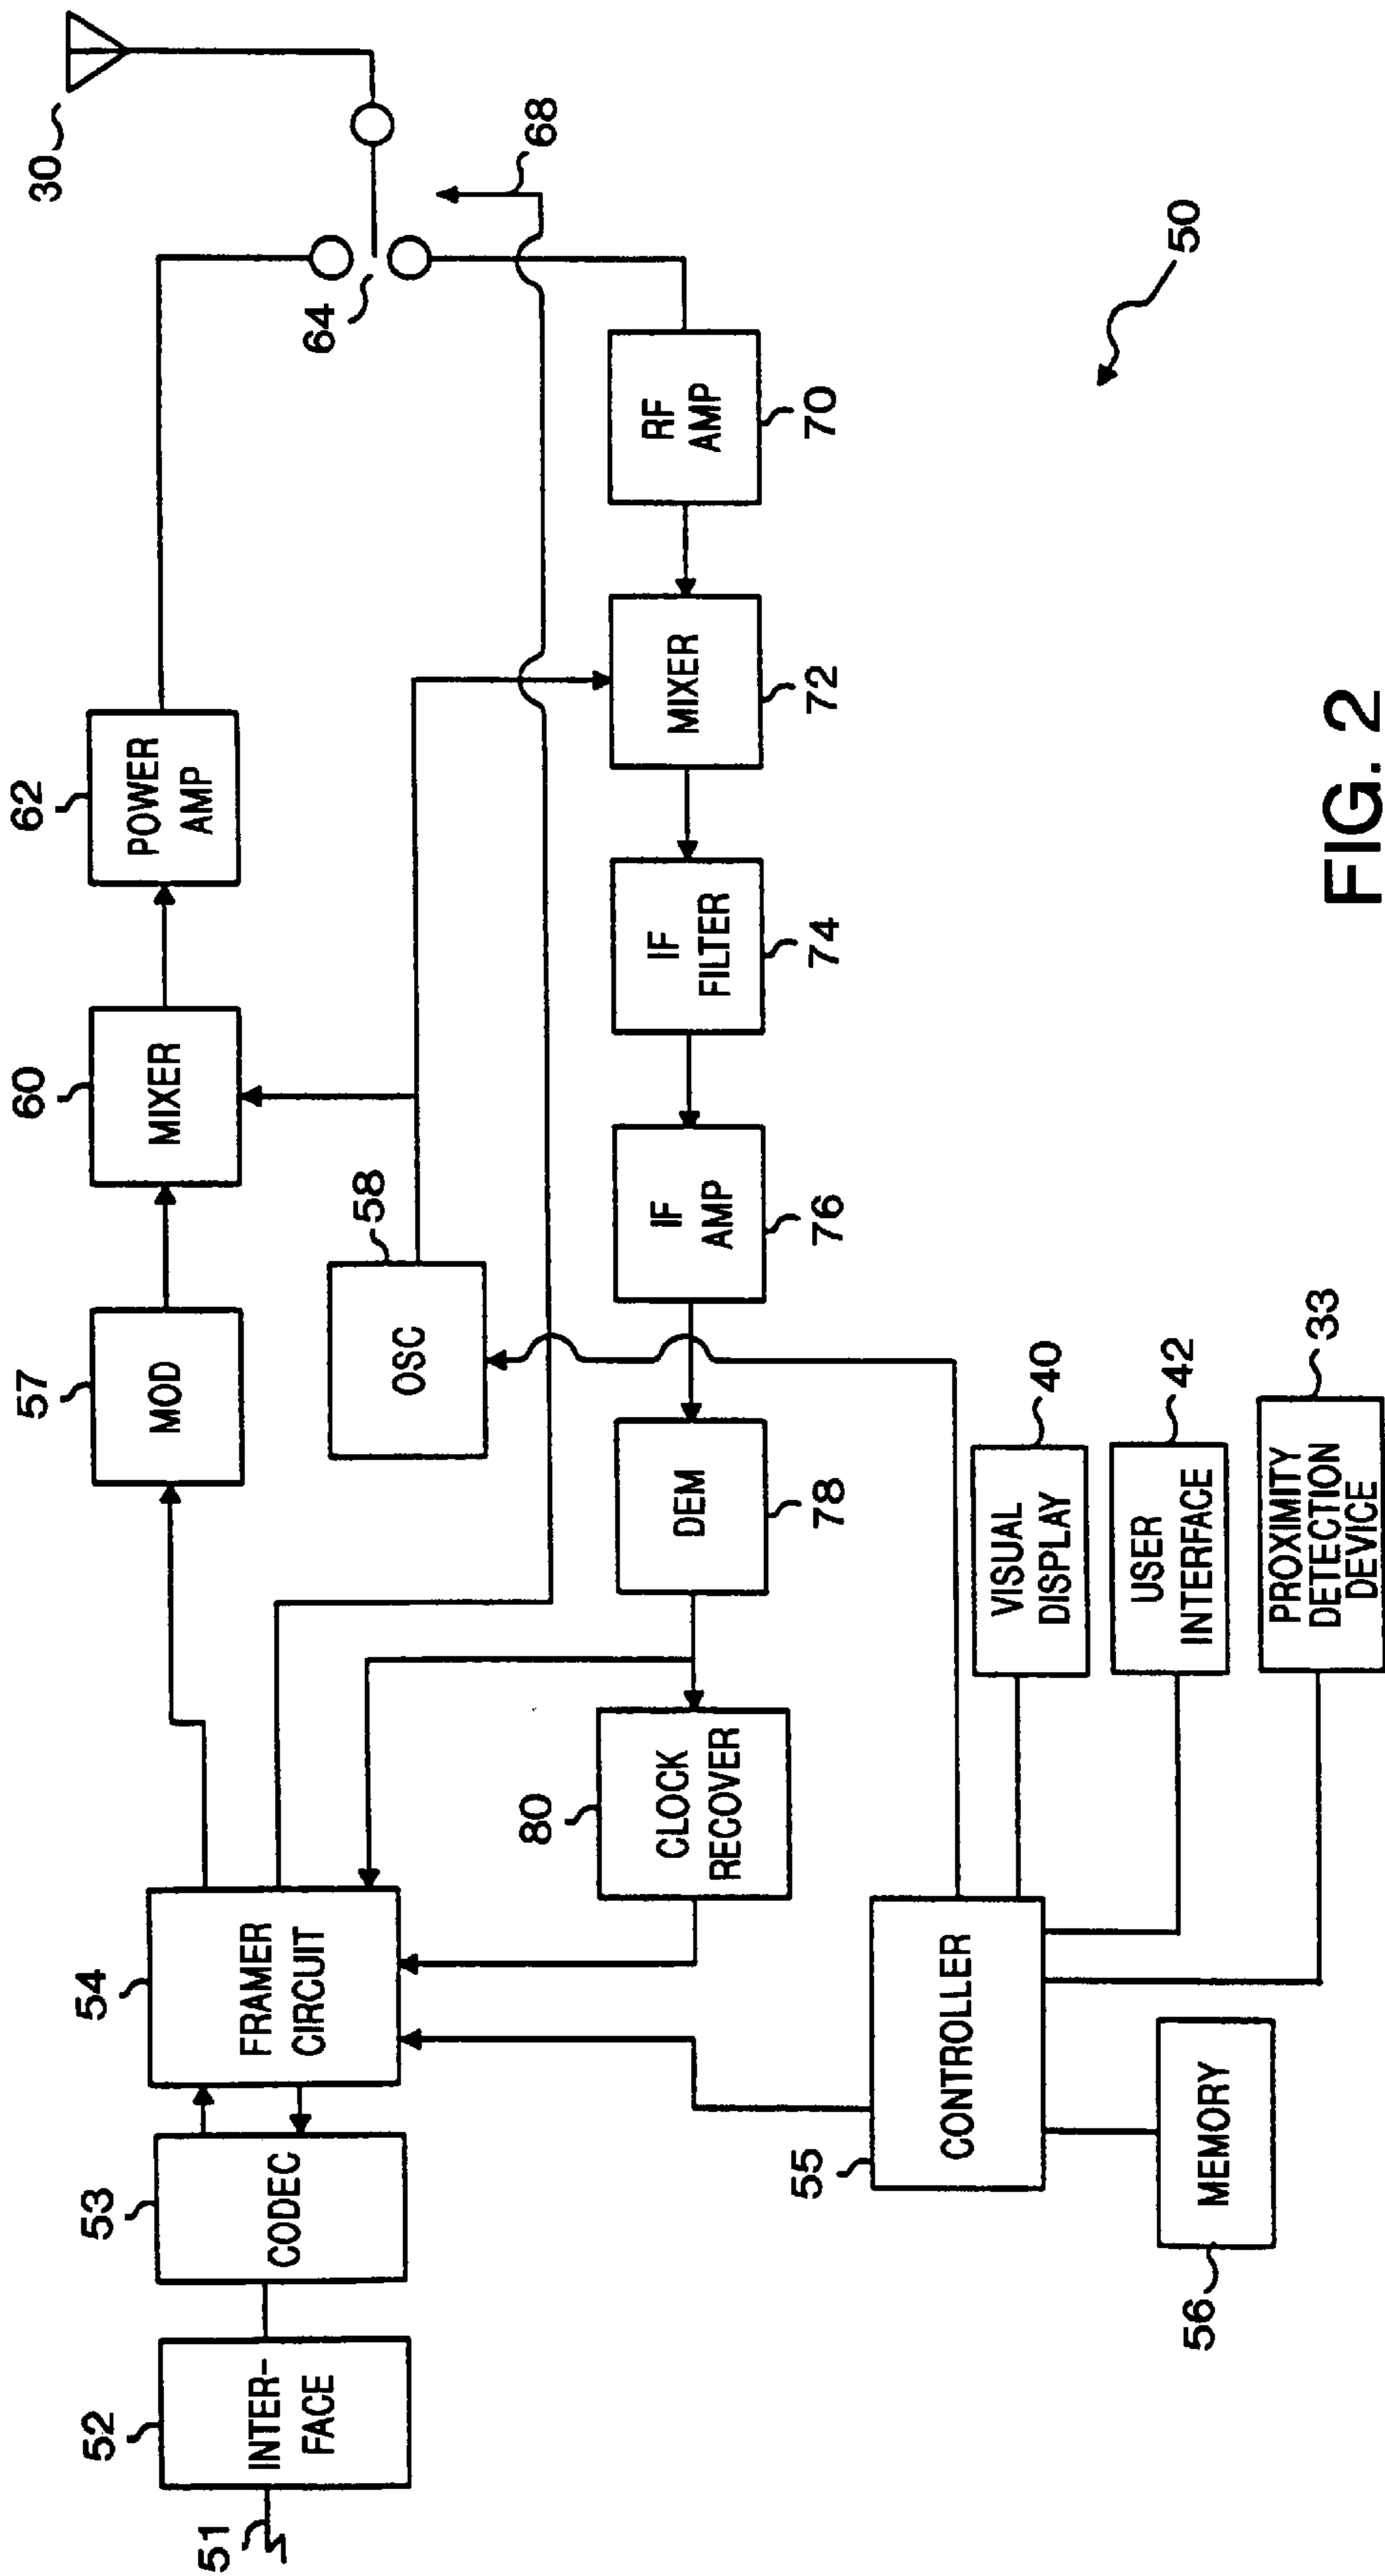 30
62
POWER
AMP
60
MIXER
57
MOD
54
FRAMER
CIRCUIT
53
CODEC
52
INTER-
FACE
51
64
68
58
OSC
RF
AMP
70
MIXER
72
IF
FILTER
74
IF
AMP
76
DEM
78
80
CLOCK
RECOVER
55
CONTROLLER
VISUAL
DISPLAY
40
USER
INTERFACE
42
PROXIMITY
DETECTION
DEVICE
33
MEMORY
56
50
FIG. 2